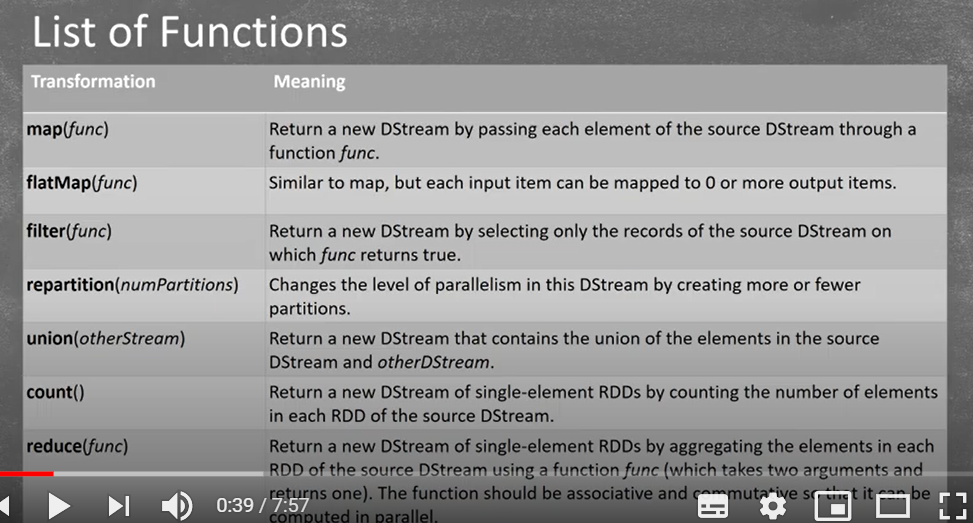 List of Functions
Transformation Meaning
map(func) Return a new DStream by passing each element of the source DStream through a
function func.
flatMap(func) Similar to map, but each input item can be mapped to 0 or more output items.
filter(func) Return a new DStream by selecting only the records of the source DStream on
which func returns true.
repartition(numPartitions) Changes the level of parallelism in this DStream by creating more or fewer
partitions.
union(otherStream) Return a new DStream that contains the union of the elements in the source
DStream and otherDStream.
count() Return a new DStream of single-element RDDs by counting the number of elements
in each RDD of the source DStream.
reduce(func) Return a new DStream of single-element RDDs by aggregating the elements in each
RDD of the source DStream using a function func (which takes two arguments and
returns one). The function should be associative and commutative so that it can be
computed in parallel.
0:39 / 7:57